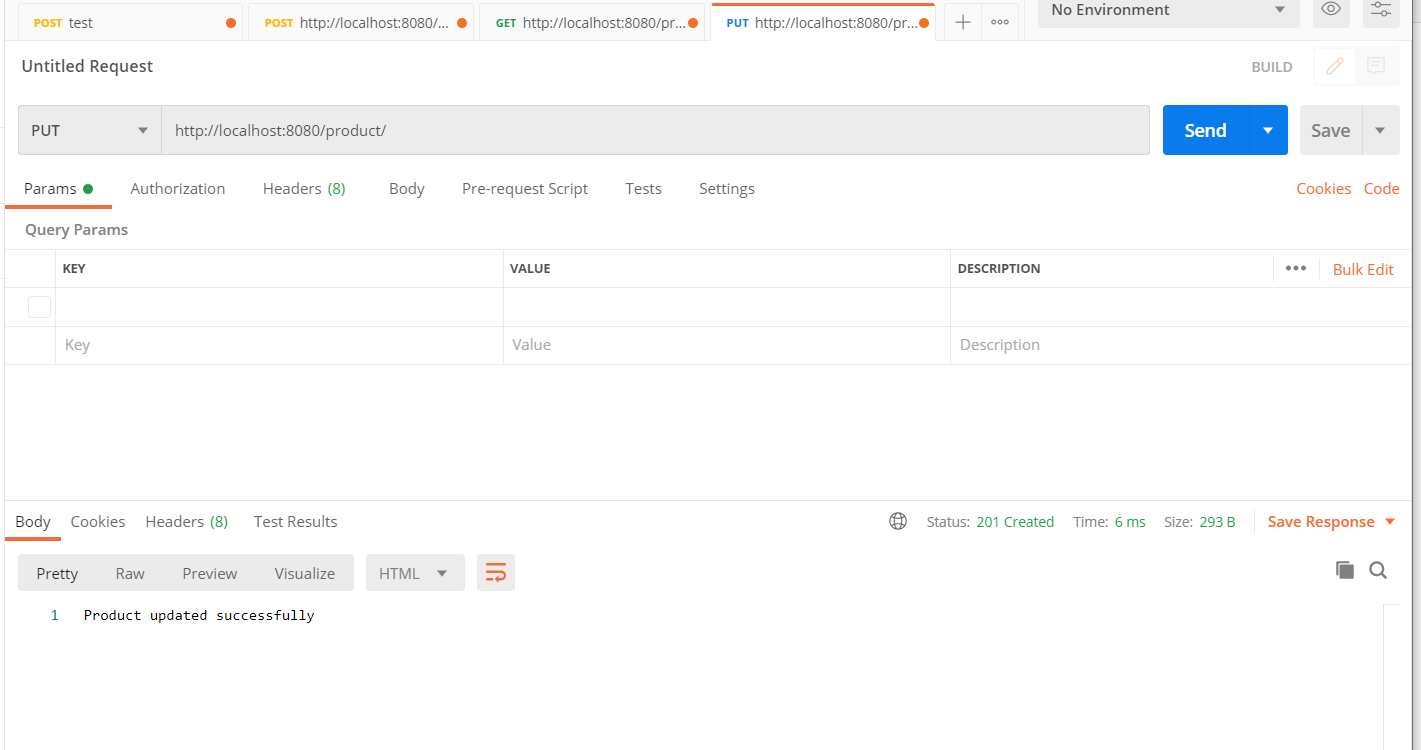 POST test
POST http://localhost:8080/...
GET http://localhost:8080/pr...
PUT http://localhost:8080/pr...
No Environment
Untitled Request
BUILD
PUT
http://localhost:8080/product/
Send
Save
Params
Authorization
Headers (8)
Body
Pre-request Script
Tests
Settings
Cookies
Code
Query Params
KEY
VALUE
DESCRIPTION
Bulk Edit
Key
Value
Description
Body
Cookies
Headers (8)
Test Results
Status: 201 Created
Time: 6 ms
Size: 293 B
Save Response
Pretty
Raw
Preview
Visualize
HTML
1 Product updated successfully